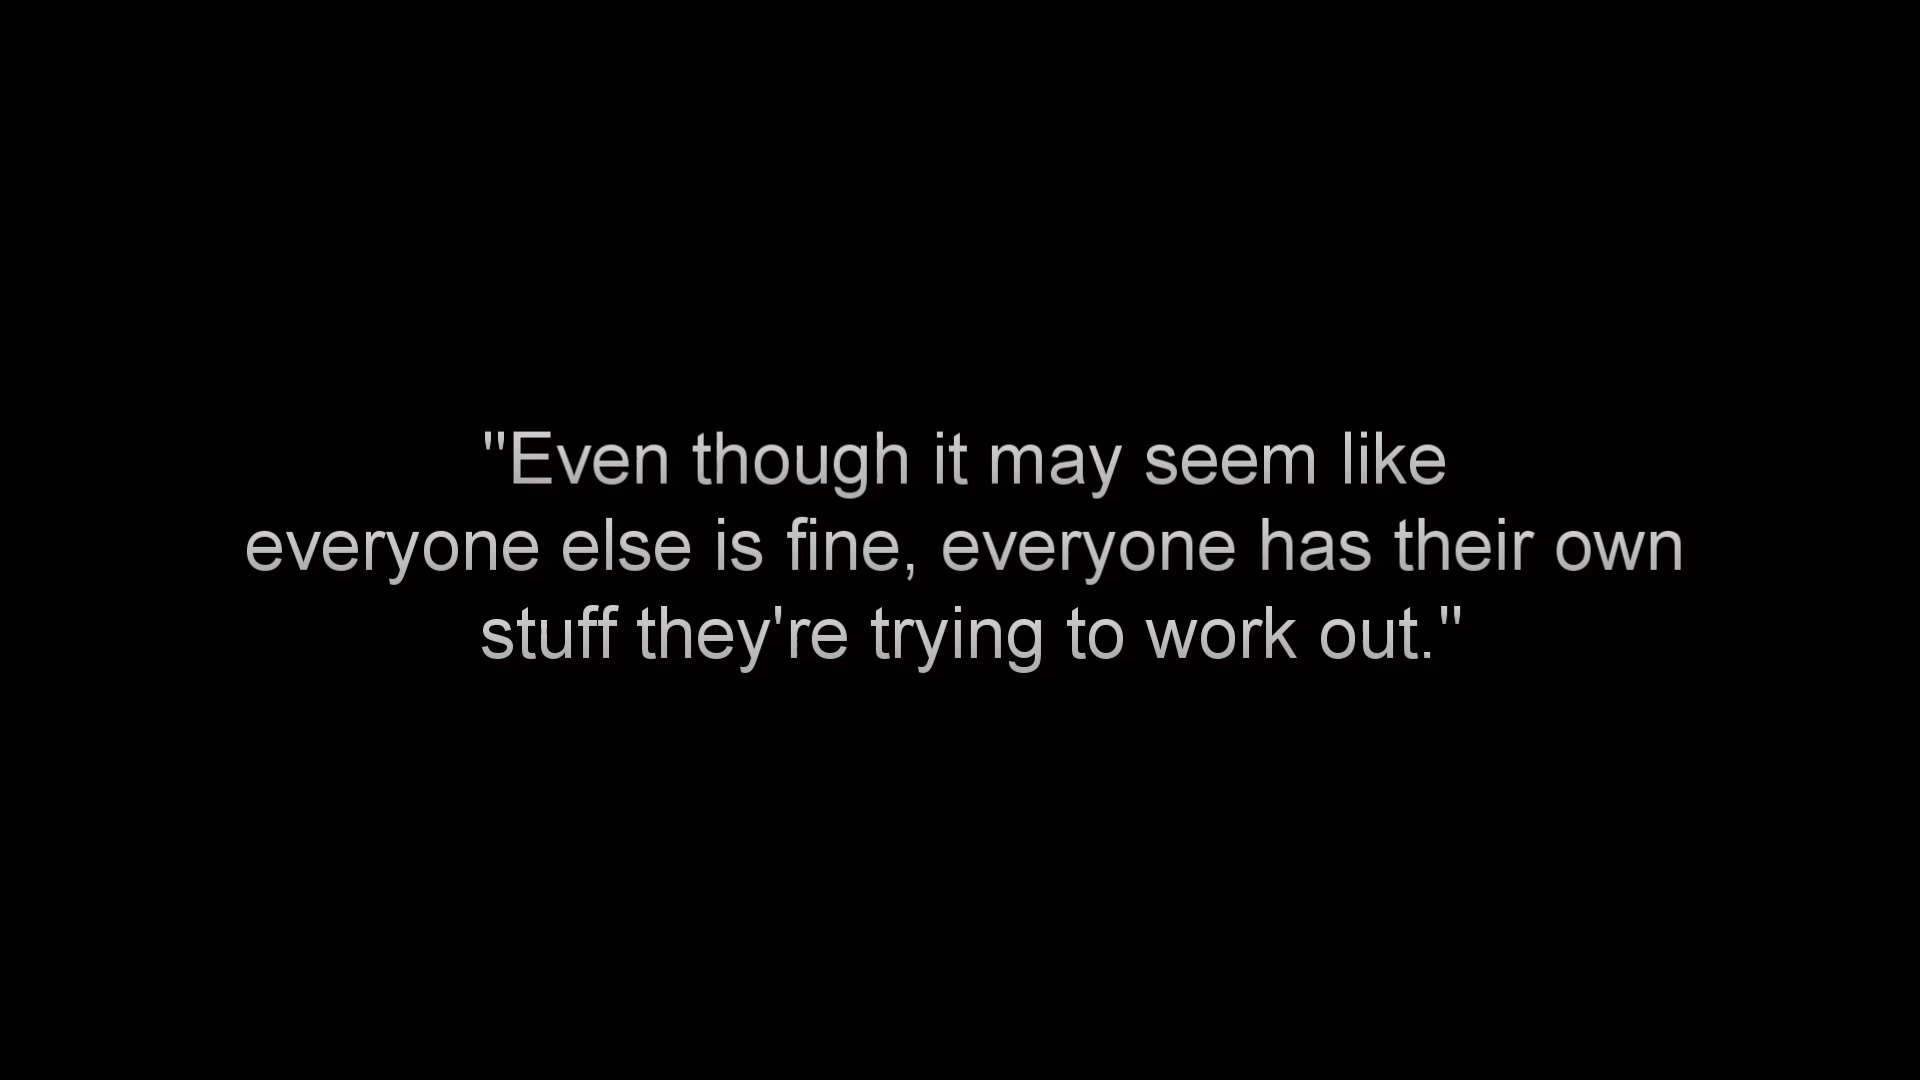 "Even though it may seem like
everyone else is fine, everyone has their own
stuff they're trying to work out."